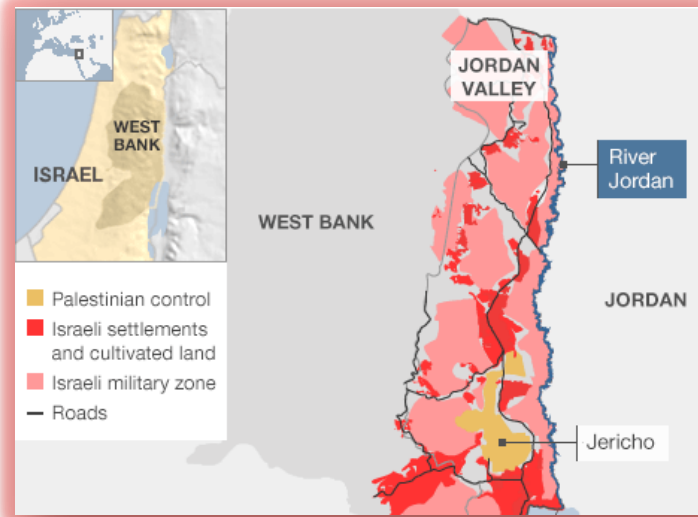 WEST
BANK
ISRAEL
Palestinian control
Israeli settlements
and cultivated land
Israeli military zone
Roads
JORDAN
VALLEY
River
Jordan
WEST BANK
JORDAN
Jericho